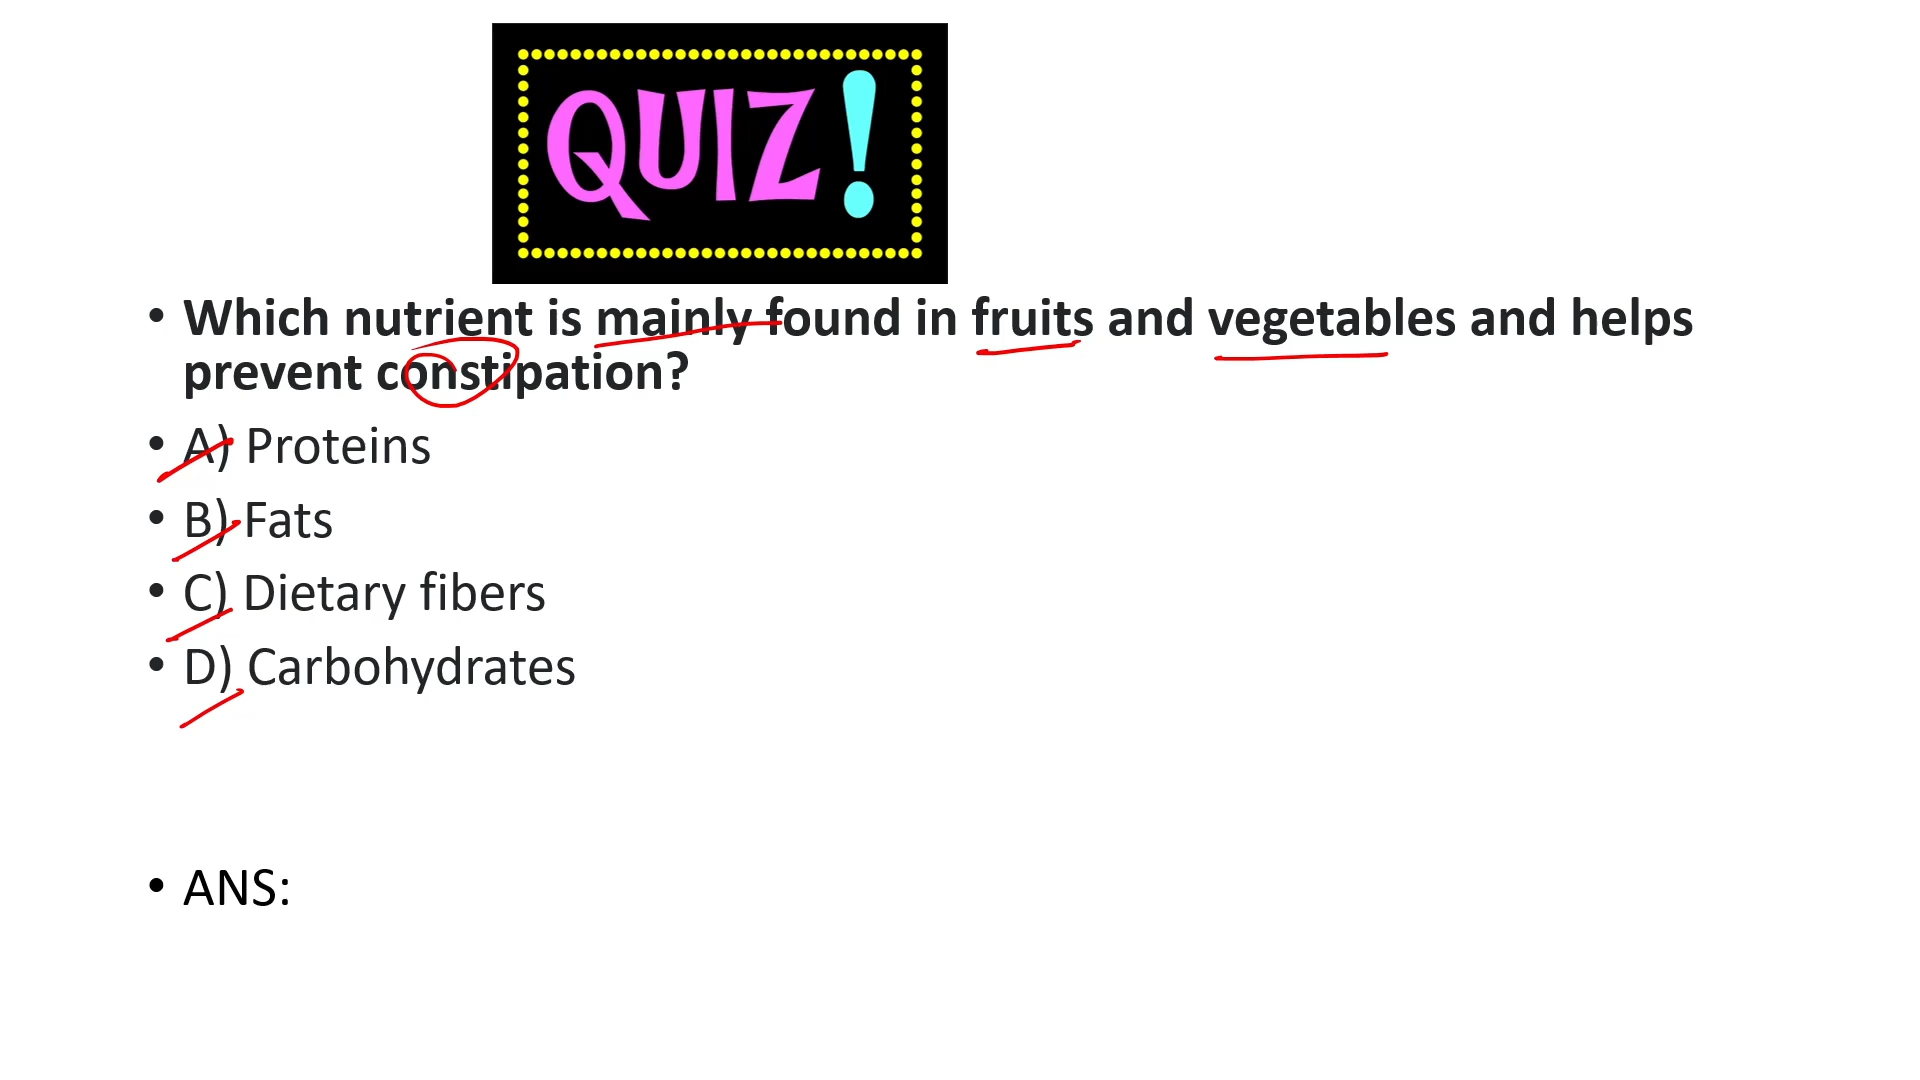 QUIZ!
• Which nutrient is mainly found in fruits and vegetables and helps
prevent constipation?
• A) Proteins
• B) Fats
• C) Dietary fibers
• D) Carbohydrates
• ANS: